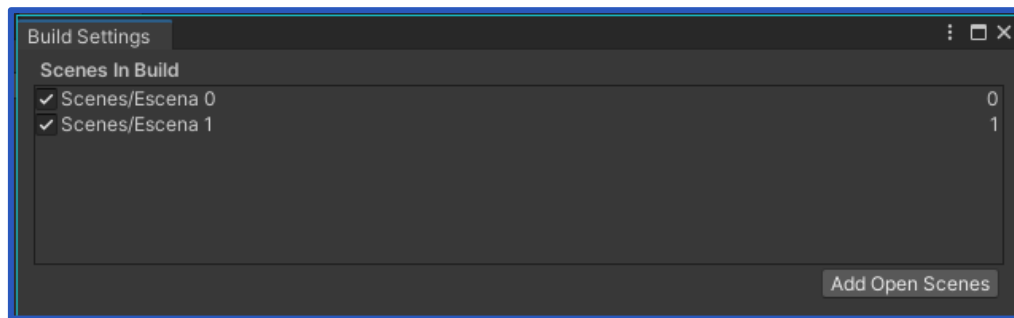 Build Settings
Scenes In Build
Scenes/Escena 0 0
Scenes/Escena 1 1
Add Open Scenes